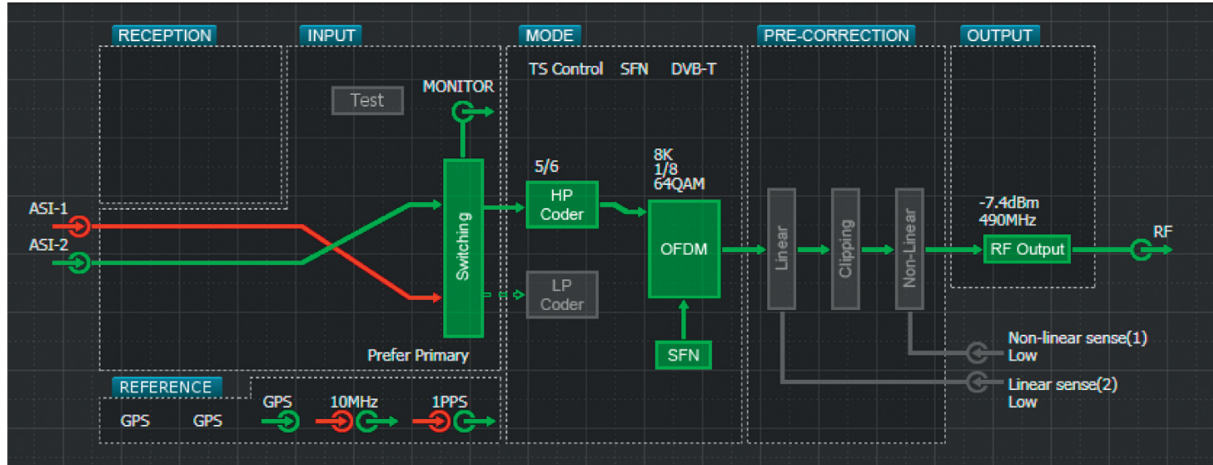 RECEPTION
INPUT
MODE
PRE-CORRECTION
OUTPUT
TS Control SFN DVB-T
Test
MONITOR
5/6
8K
1/8
64QAM
HP
Coder
ASI-1
ASI-2
Switching
OFDM
Linear
Clipping
Non-Linear
-7.4dBm
490MHz
RF Output
RF
LP
Coder
Prefer Primary
SFN
Non-linear sense(1)
Low
Linear sense(2)
Low
REFERENCE
GPS GPS
GPS
10MHz
1PPS